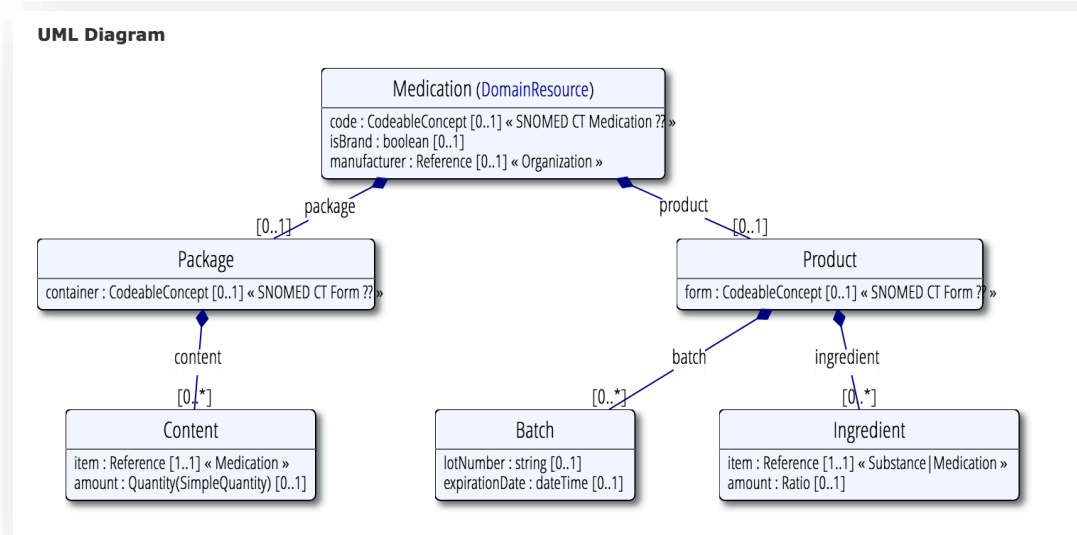 UML Diagram
Medication (DomainResource)
code : CodeableConcept [0..1] « SNOMED CT Medication ?? »
isBrand : boolean [0..1]
manufacturer : Reference [0..1] « Organization »
package
product
[0..1]
[0..1]
Package
container : CodeableConcept [0..1] « SNOMED CT Form ?? »
Product
form : CodeableConcept [0..1] « SNOMED CT Form ?? »
content
batch
ingredient
[0..*]
[0..*]
[0..*]
Content
item : Reference [1..1] « Medication »
amount : Quantity(SimpleQuantity) [0..1]
Batch
lotNumber : string [0..1]
expirationDate : dateTime [0..1]
Ingredient
item : Reference [1..1] « Substance|Medication »
amount : Ratio [0..1]